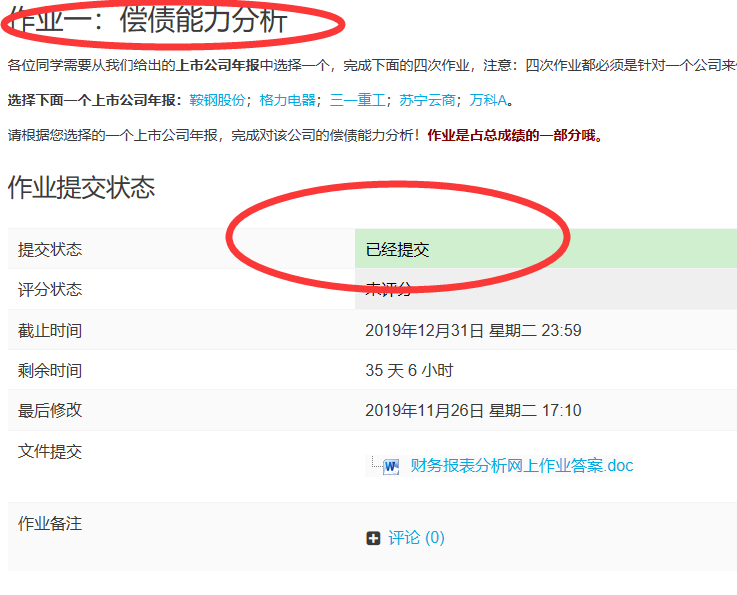 作业一：偿债能力分析
各位同学需要从我们给出的上市公司年报中选择一个，完成下面的四次作业，注意：四次作业都必须是针对一个公司来
选择下面一个上市公司年报：鞍钢股份；格力电器；三一重工；苏宁云商；万科A。
请根据您选择的一个上市公司年报，完成对该公司的偿债能力分析！作业是占总成绩的一部分哦。
作业提交状态
提交状态 已经提交
评分状态 未评分
截止时间 2019年12月31日 星期二 23:59
剩余时间 35 天 6 小时
最后修改 2019年11月26日 星期二 17:10
文件提交 财务报表分析网上作业答案.doc
作业备注 评论 (0)